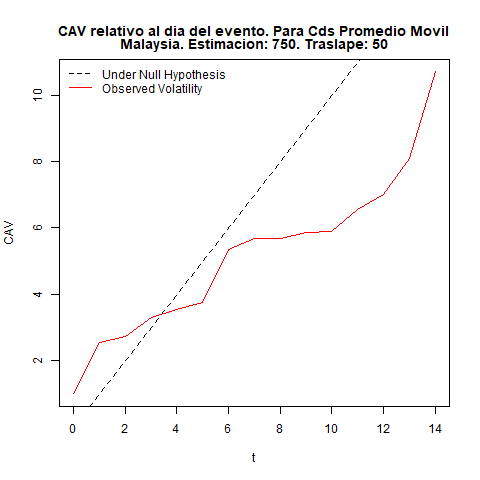 CAV relativo al dia del evento. Para Cds Promedio Movil
Malaysia. Estimacion: 750. Traslape: 50
Under Null Hypothesis
Observed Volatility
CAV
10
8
6
4
2
0 2 4 6 8 10 12 14
t